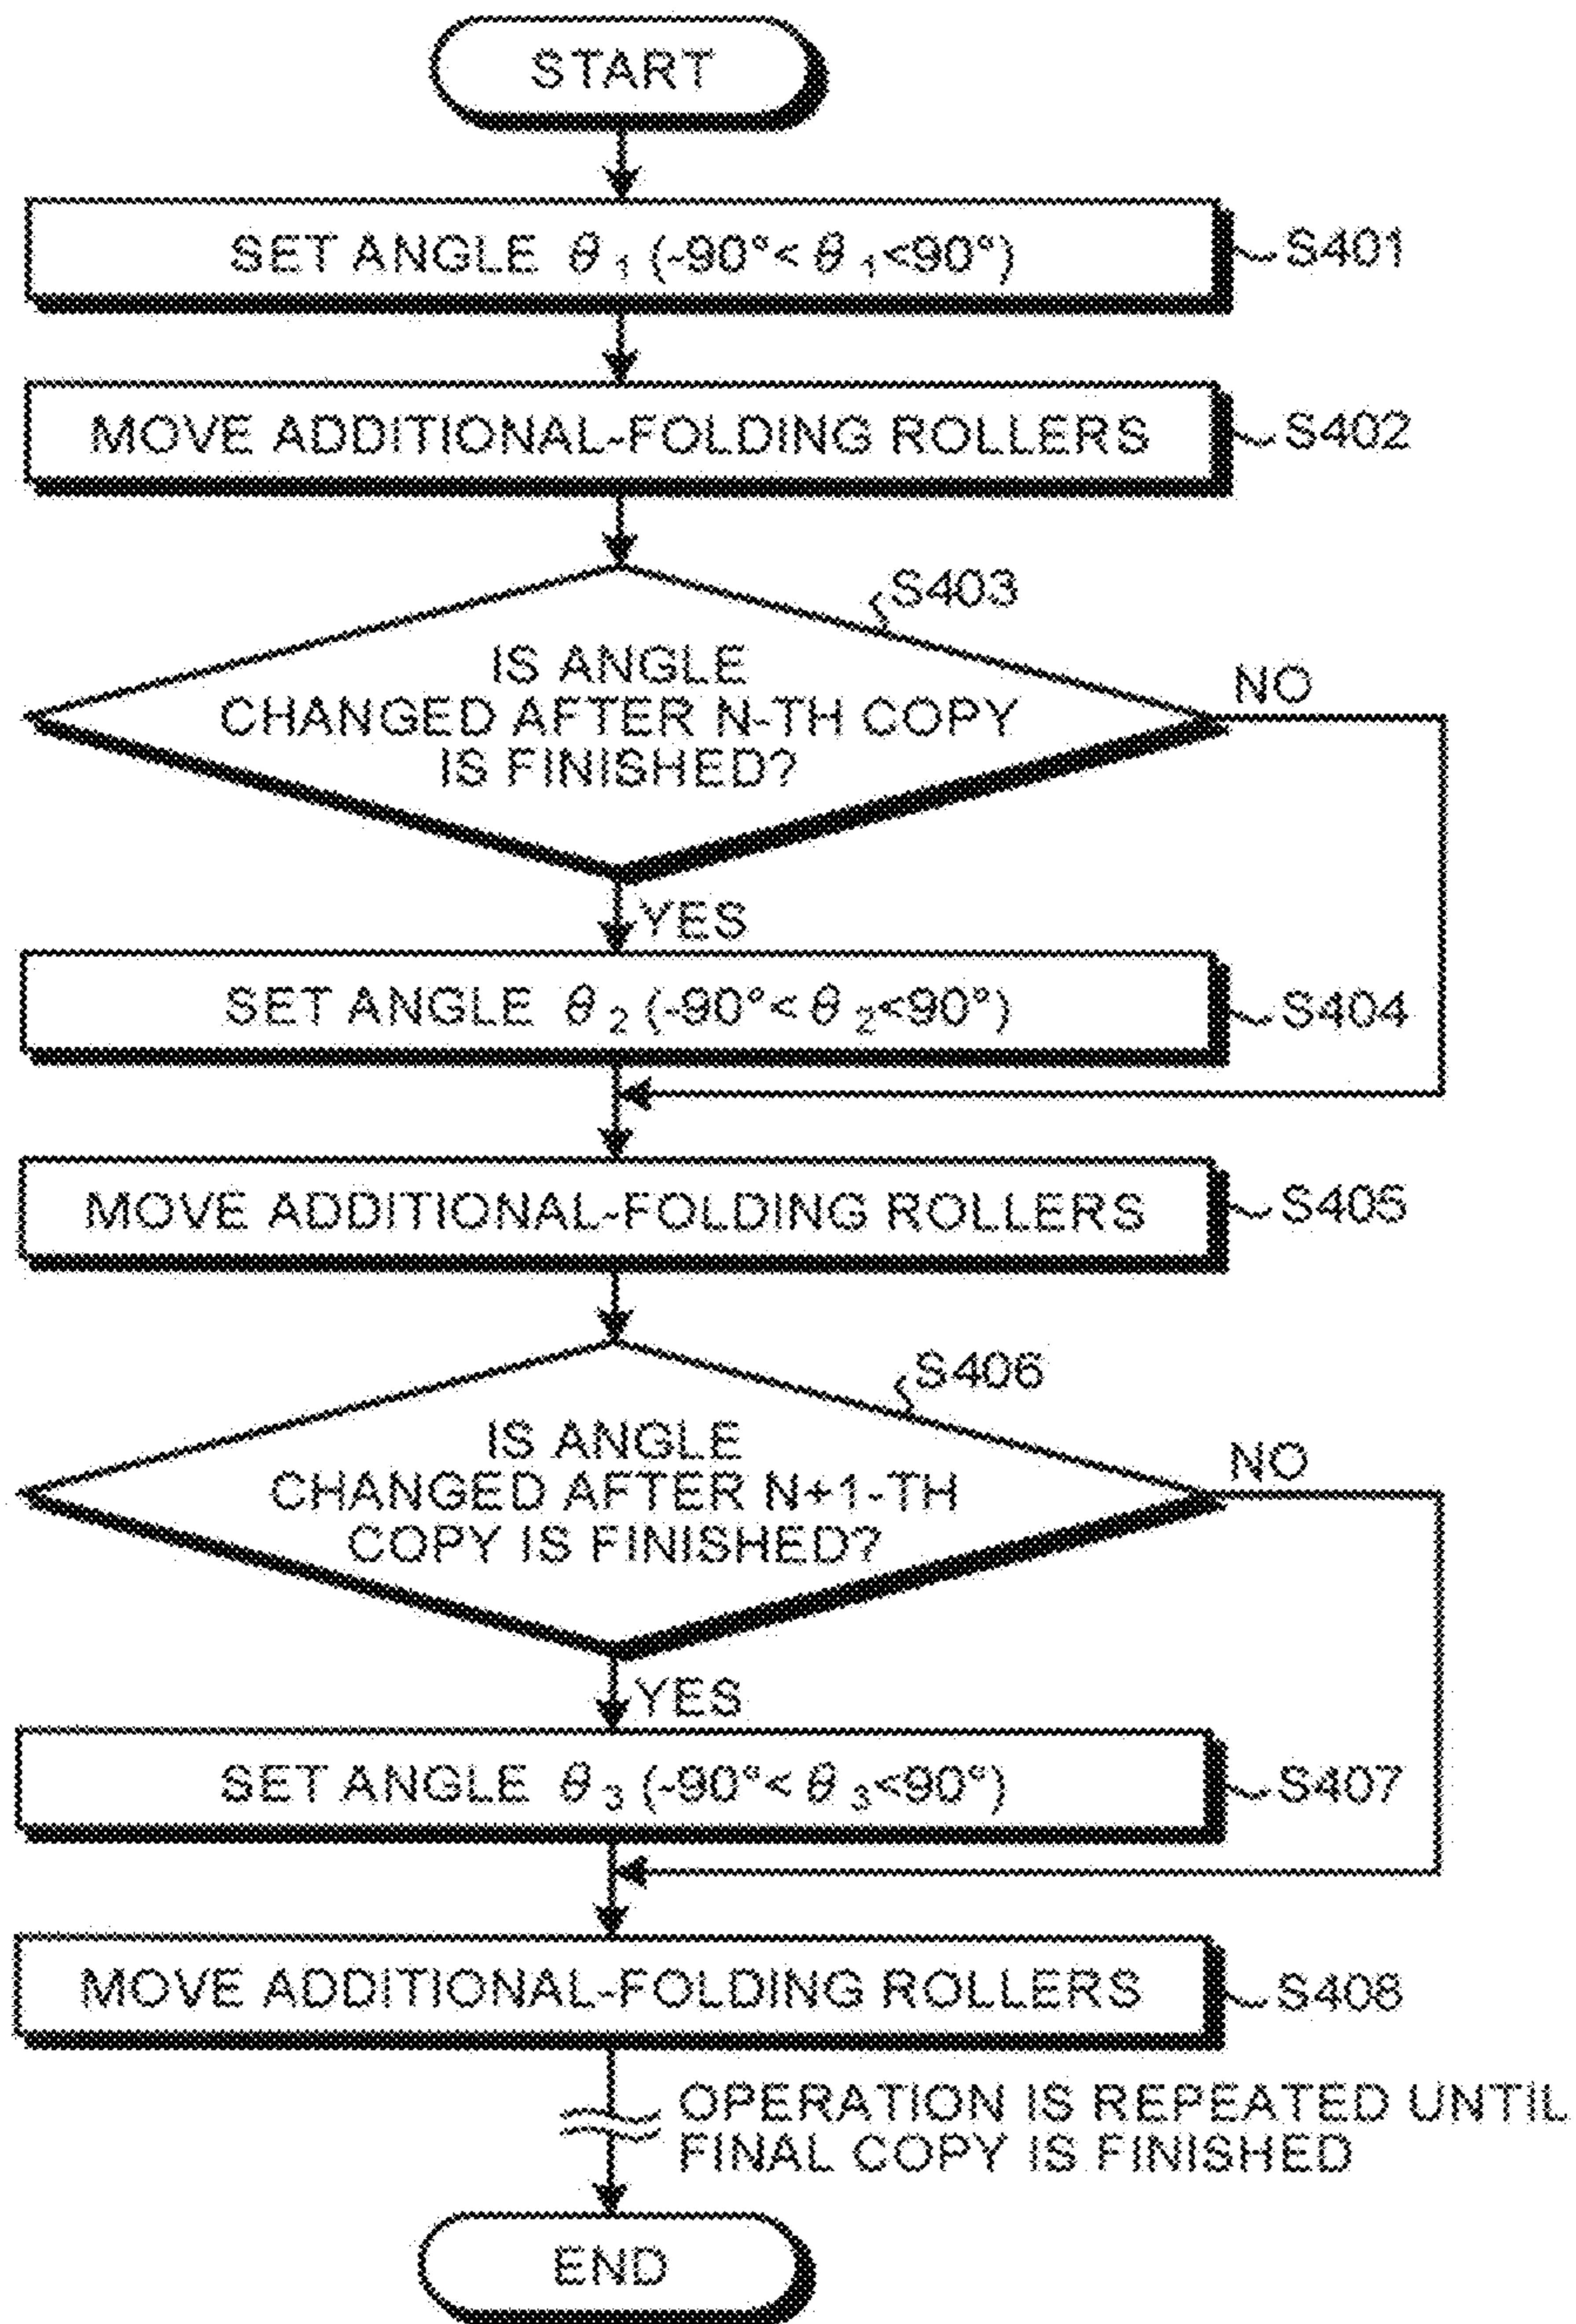 START
SET ANGLE θ1 (-90°< θ1<90°)
S401
MOVE ADDITIONAL-FOLDING ROLLERS
S402
S403
IS ANGLE
CHANGED AFTER N-TH COPY
IS FINISHED?
NO
YES
SET ANGLE θ2 (-90°< θ2<90°)
S404
MOVE ADDITIONAL-FOLDING ROLLERS
S405
S406
IS ANGLE
CHANGED AFTER N+1-TH
COPY IS FINISHED?
NO
YES
SET ANGLE θ3 (-90°< θ3<90°)
S407
MOVE ADDITIONAL-FOLDING ROLLERS
S408
OPERATION IS REPEATED UNTIL
FINAL COPY IS FINISHED
END